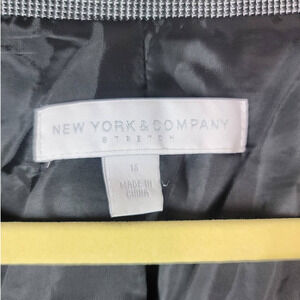 NEW YORK & COMPANY
STRETCH
16
MADE IN
CHINA